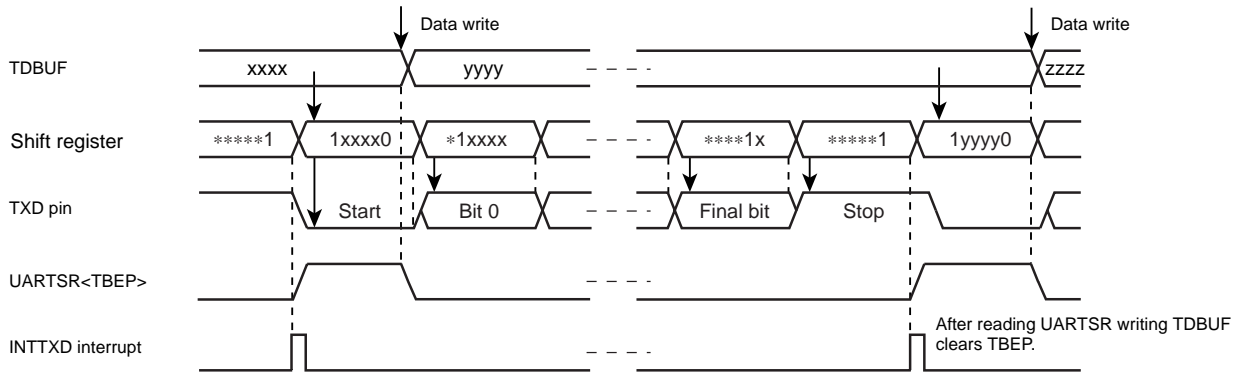 Data write
Data write
TDBUF
xxxx
yyyy
zzzz
Shift register
*****1
1xxxx0
*1xxxx
****1x
*****1
1yyyy0
TXD pin
Start
Bit 0
Final bit
Stop
UARTSR<TBEP>
INTTXD interrupt
After reading UARTSR writing TDBUF
clears TBEP.